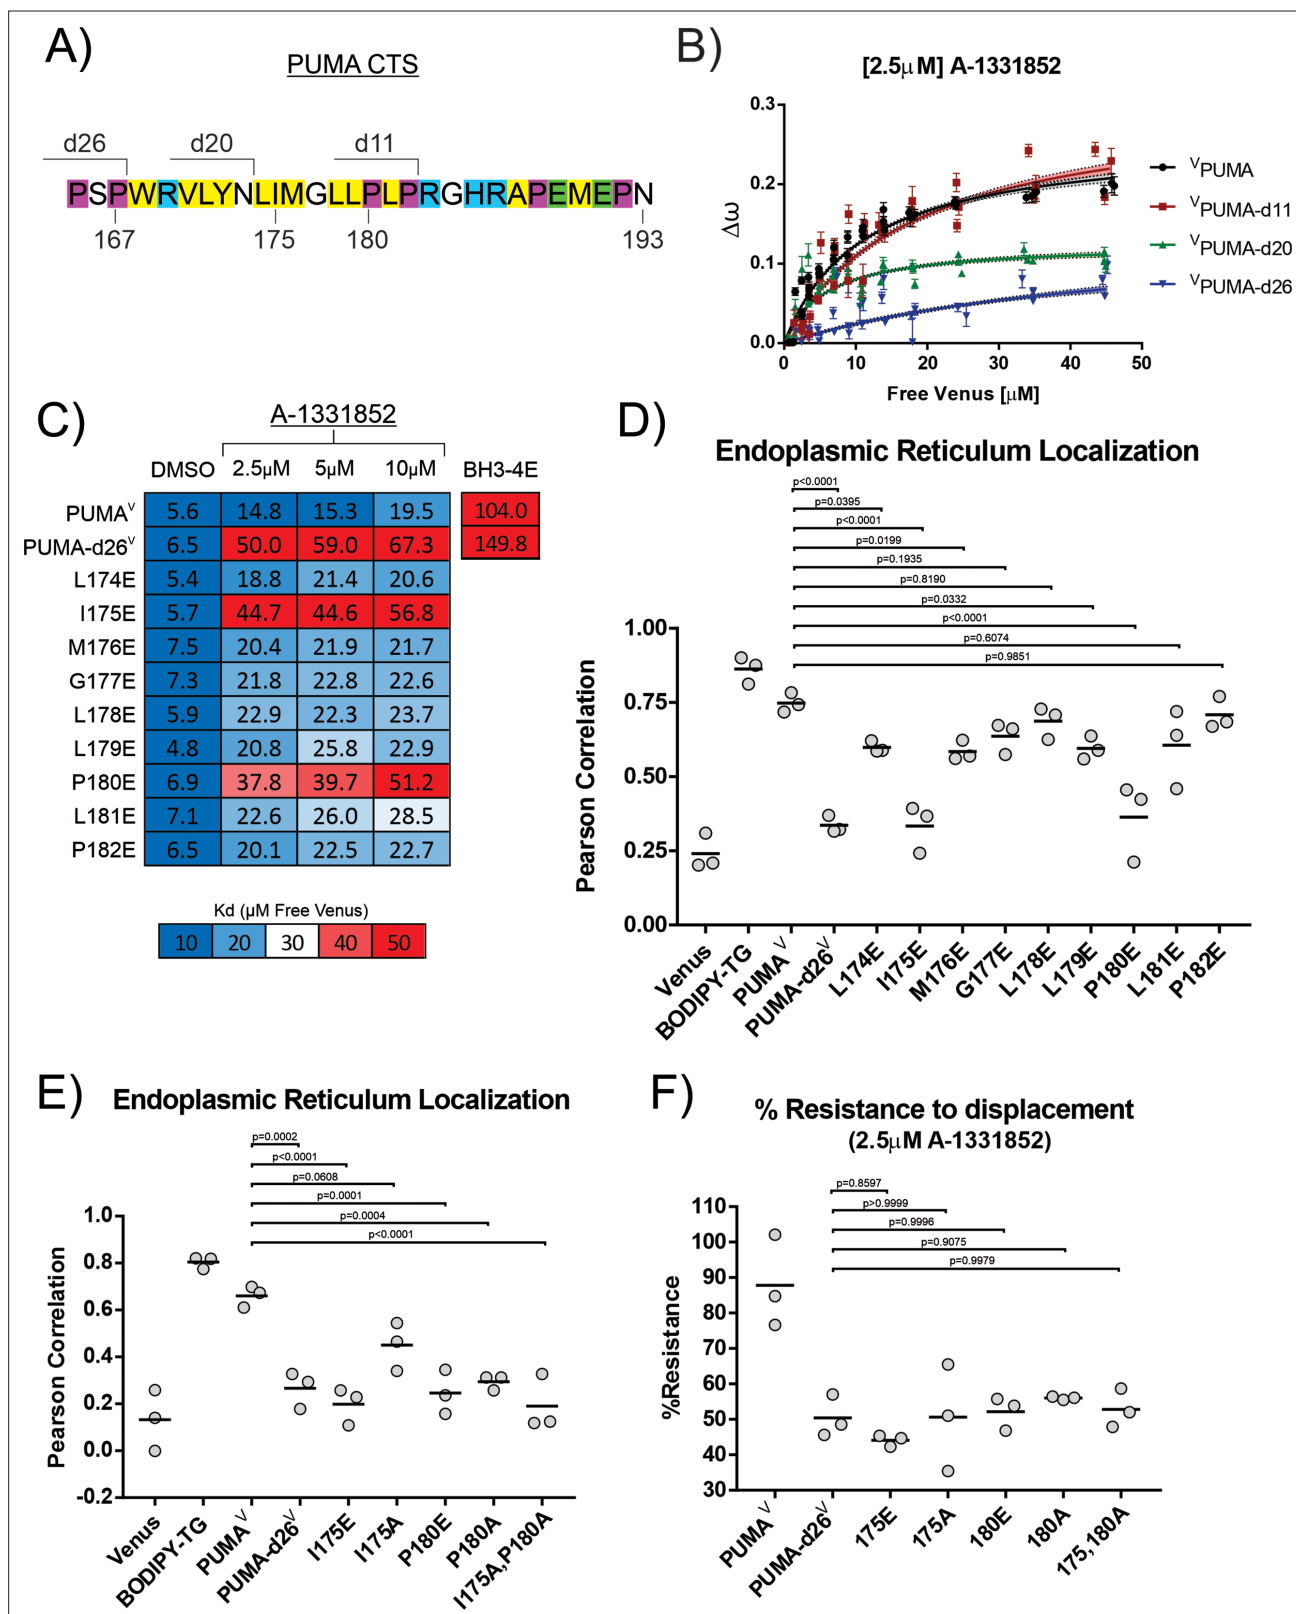 A)
PUMA CTS
d26 d20 d11
PSPWRVLYNLIMGLLPLPRGHRAPEMEPN
167 175 180 193
B)
[2.5μM] A-1331852
Δω
0.3
0.2
0.1
0.0
0 10 20 30 40 50
Free Venus [μM]
VPUMA
VPUMA-d11
VPUMA-d20
VPUMA-d26
C)
A-1331852
DMSO 2.5μM 5μM 10μM BH3-4E
PUMAV 5.6 14.8 15.3 19.5 104.0
PUMA-d26V 6.5 50.0 59.0 67.3 149.8
L174E 5.4 18.8 21.4 20.6
I175E 5.7 44.7 44.6 56.8
M176E 7.5 20.4 21.9 21.7
G177E 7.3 21.8 22.8 22.6
L178E 5.9 22.9 22.3 23.7
L179E 4.8 20.8 25.8 22.9
P180E 6.9 37.8 39.7 51.2
L181E 7.1 22.6 26.0 28.5
P182E 6.5 20.1 22.5 22.7
Kd (μM Free Venus)
10 20 30 40 50
D)
Endoplasmic Reticulum Localization
p<0.0001
p=0.0395
p<0.0001
p=0.0199
p=0.1935
p=0.8190
p=0.0332
p<0.0001
p=0.6074
p=0.9851
Pearson Correlation
1.00
0.75
0.50
0.25
0.00
Venus
BODIPY-TG
PUMAV
PUMA-d26V
L174E
I175E
M176E
G177E
L178E
L179E
P180E
L181E
P182E
E)
Endoplasmic Reticulum Localization
p=0.0002
p<0.0001
p=0.0608
p=0.0001
p=0.0004
p<0.0001
Pearson Correlation
1.0
0.8
0.6
0.4
0.2
0.0
-0.2
Venus
BODIPY-TG
PUMAV
PUMA-d26V
I175E
I175A
P180E
P180A
I175A,P180A
F)
% Resistance to displacement
(2.5μM A-1331852)
p=0.8597
p>0.9999
p=0.9996
p=0.9075
p=0.9979
%Resistance
110
100
90
80
70
60
50
40
30
PUMAV
PUMA-d26V
175E
175A
180E
180A
175, 180A